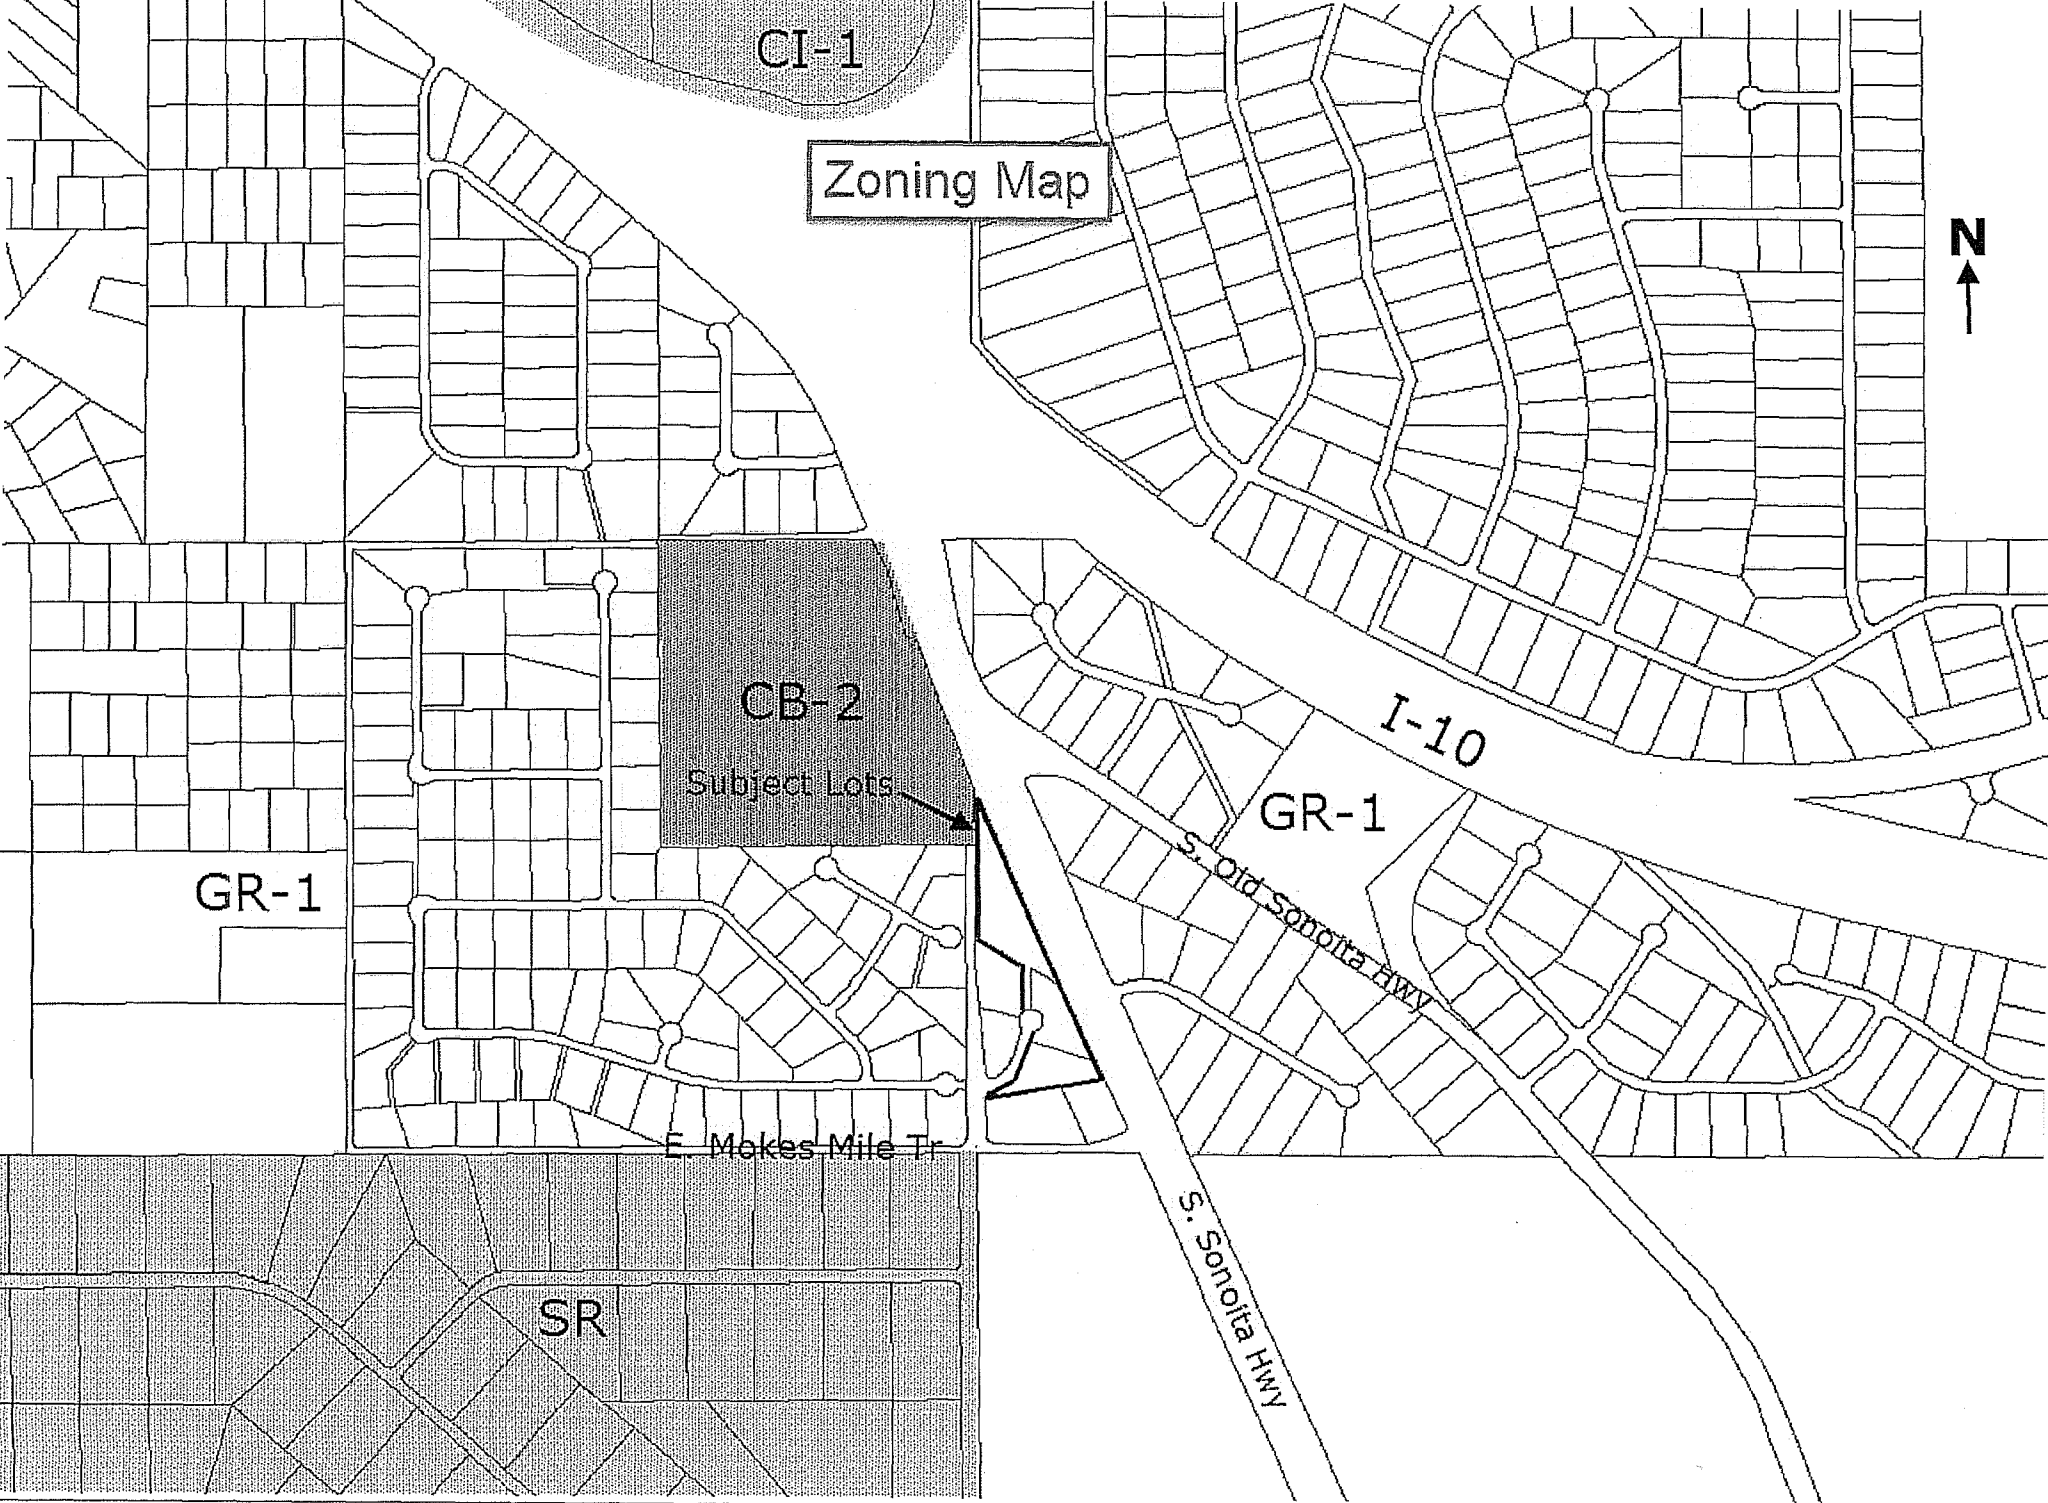 CI-1
Zoning Map
N
CB-2
I-10
Subject Lots
GR-1
S. Old Sonoita Hwy
GR-1
E. Mokes Mile Tr
S. Sonoita Hwy
SR